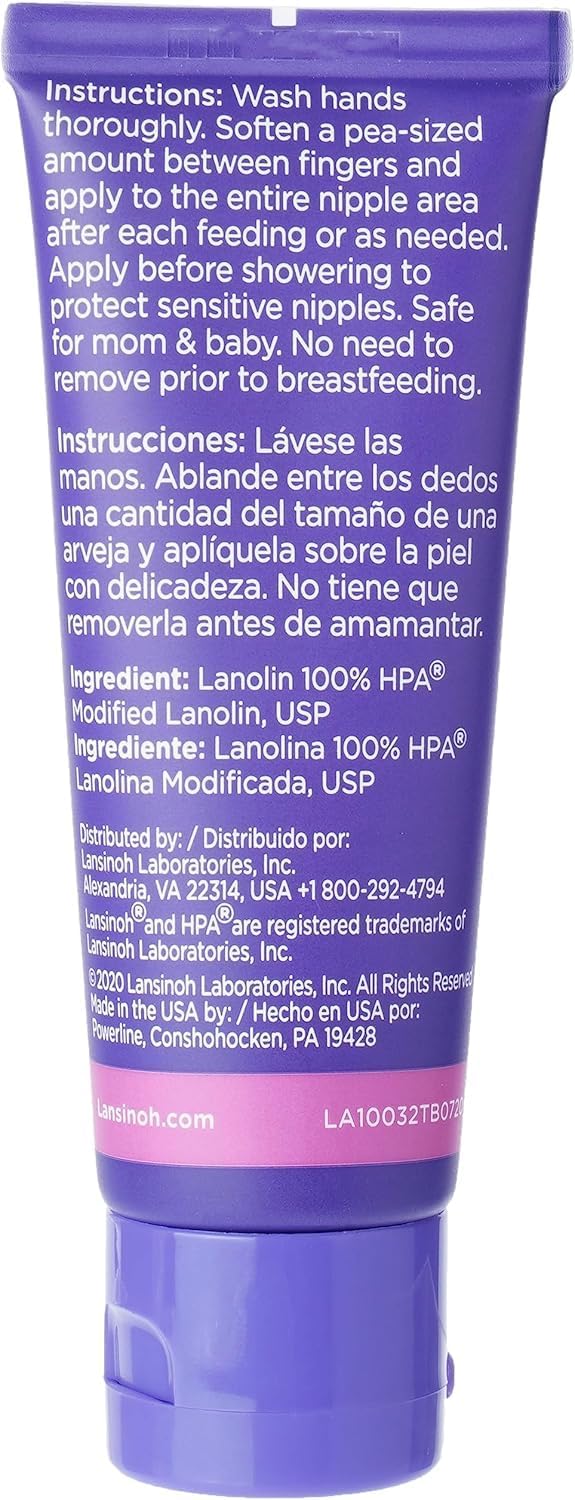 Instructions: Wash hands
thoroughly. Soften a pea-sized
amount between fingers and
apply to the entire nipple area
after each feeding or as needed.
Apply before showering to
protect sensitive nipples. Safe
for mom & baby. No need to
remove prior to breastfeeding.
Instrucciones: Lávese las
manos. Ablande entre los dedos
una cantidad del tamaño de una
arveja y aplíquela sobre la piel
con delicadeza. No tiene que
removerla antes de amamantar.
Ingredient: Lanolin 100% HPA®
Modified Lanolin, USP
Ingrediente: Lanolina 100% HPA®
Lanolina Modificada, USP
Distributed by: / Distribuido por:
Lansinoh Laboratories, Inc.
Alexandria, VA 22314, USA +1 800-292-4794
Lansinoh® and HPA® are registered trademarks of
Lansinoh Laboratories, Inc.
©2020 Lansinoh Laboratories, Inc. All Rights Reserved
Made in the USA by: / Hecho en USA por:
Powerline, Conshohocken, PA 19428
Lansinoh.com LA10032TB0720